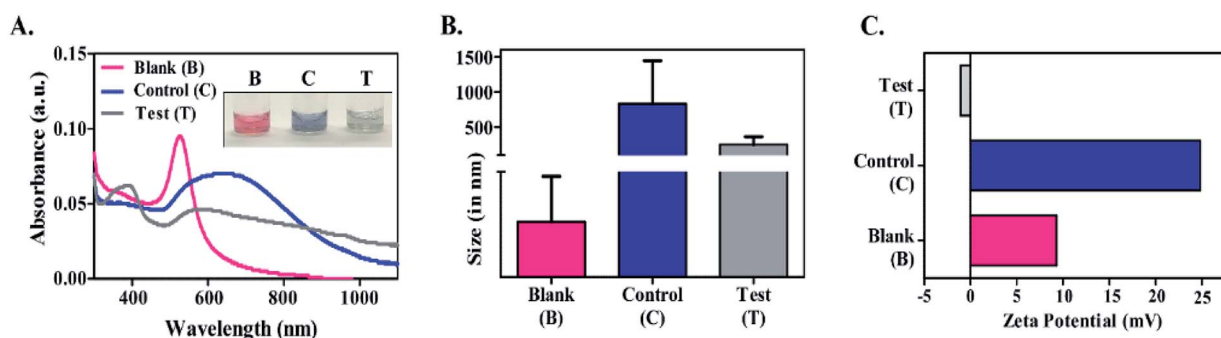 A.
0.15
0.10
0.05
0.00
Absorbance (a.u.)
Blank (B)
Control (C)
Test (T)
B C T
400 600 800 1000
Wavelength (nm)
B.
1500
1000
500
Size (in nm)
Blank Control Test
(B) (C) (T)
C.
Test
(T)
Control
(C)
Blank
(B)
-5 0 5 10 15 20 25
Zeta Potential (mV)